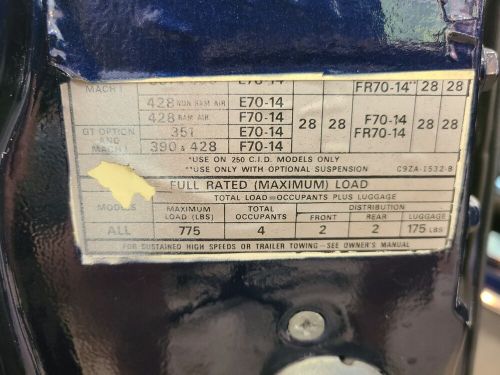 MACH I E70-14 FR70-14** 28 28
428 NON RAM AIR E70-14
428 RAM AIR F70-14 28 28 F70-14 28 28
GT OPTION AND MACH I 351 E70-14 FR70-14
390 & 428 F70-14
*USE ON 250 C.I.D. MODELS ONLY
**USE ONLY WITH OPTIONAL SUSPENSION C9ZA-1532-B
FULL RATED (MAXIMUM) LOAD
TOTAL LOAD=OCCUPANTS PLUS LUGGAGE
MODELS MAXIMUM LOAD (LBS) TOTAL OCCUPANTS DISTRIBUTION
FRONT REAR LUGGAGE
ALL 775 4 2 2 175 LBS
FOR SUSTAINED HIGH SPEEDS OR TRAILER TOWING—SEE OWNER'S MANUAL